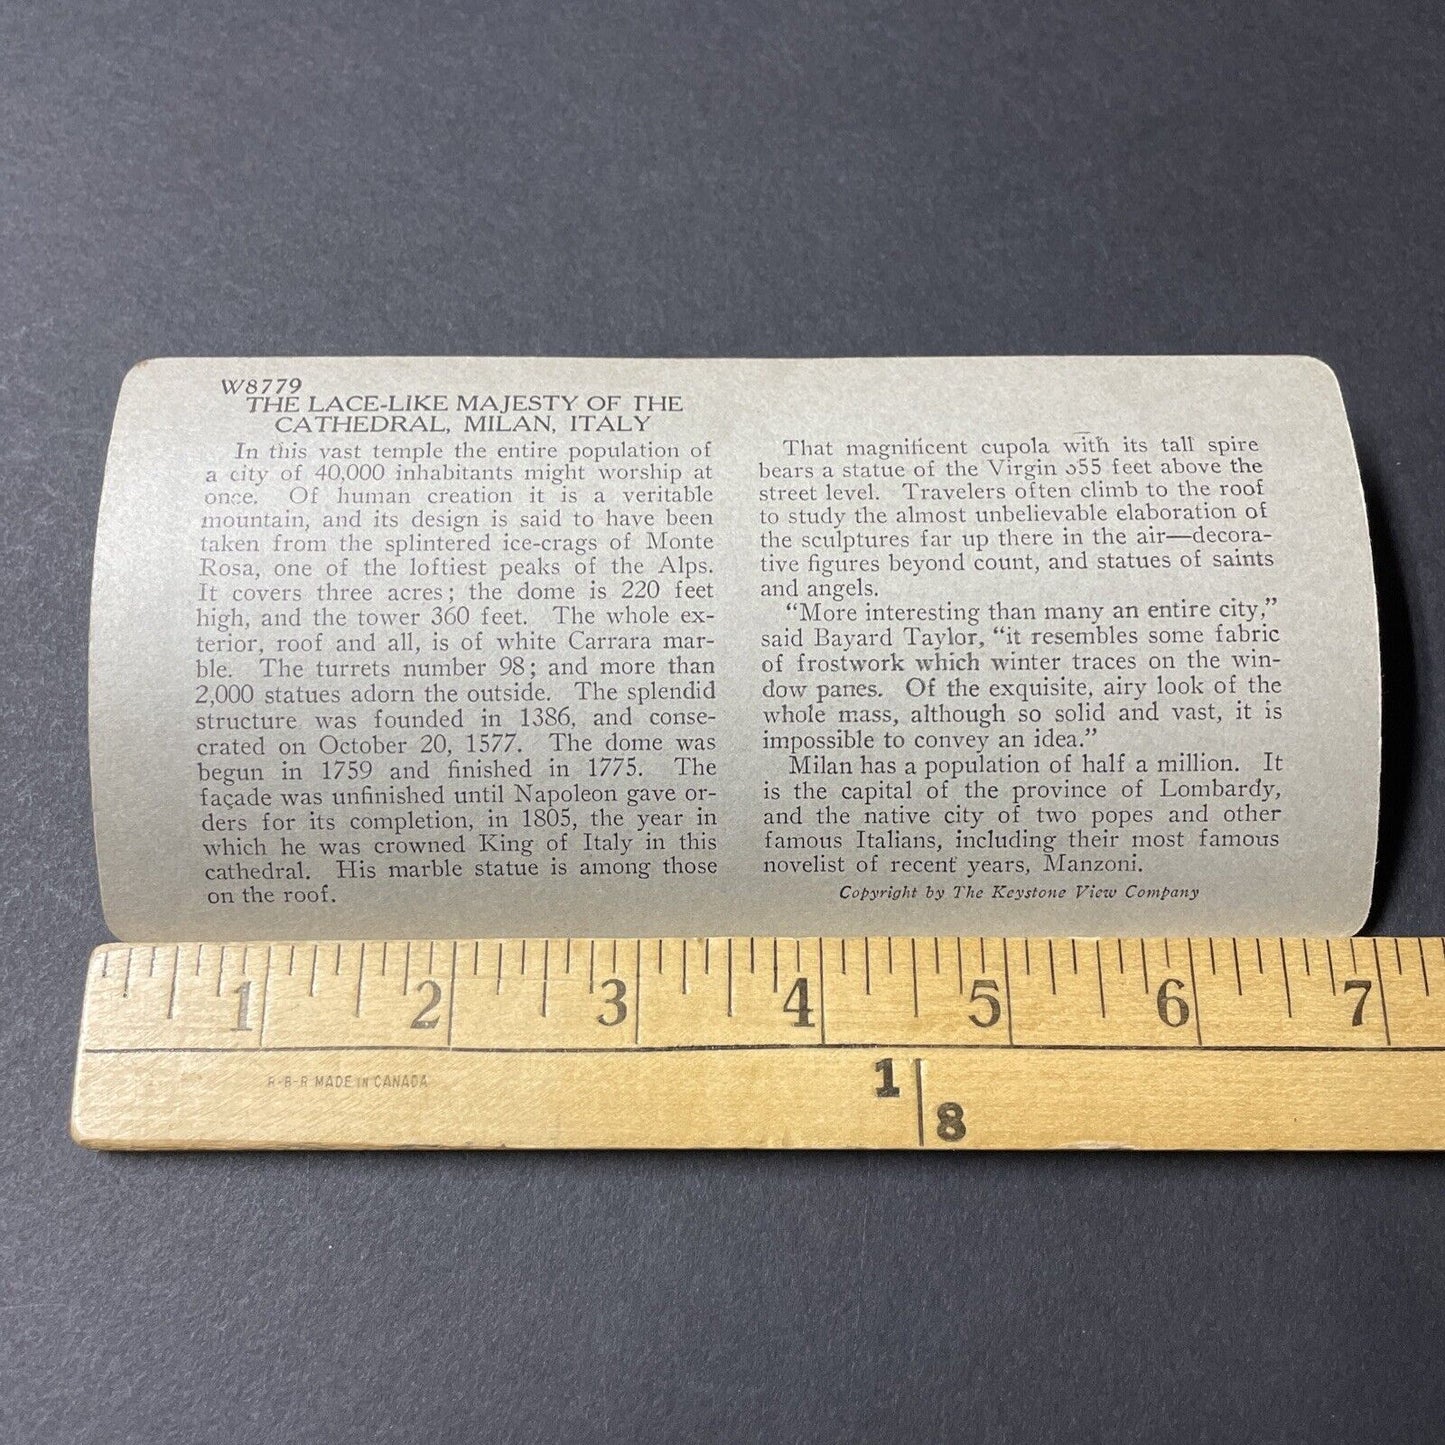 W8779
THE LACE-LIKE MAJESTY OF THE
CATHEDRAL, MILAN, ITALY
In this vast temple the entire population of
a city of 40,000 inhabitants might worship at
once. Of human creation it is a veritable
mountain, and its design is said to have been
taken from the splintered ice-crags of Monte
Rosa, one of the loftiest peaks of the Alps.
It covers three acres; the dome is 220 feet
high, and the tower 360 feet. The whole ex-
terior, roof and all, is of white Carrara mar-
ble. The turrets number 98; and more than
2,000 statues adorn the outside. The splendid
structure was founded in 1386, and conse-
crated on October 20, 1577. The dome was
begun in 1759 and finished in 1775. The
façade was unfinished until Napoleon gave or-
ders for its completion, in 1805, the year in
which he was crowned King of Italy in this
cathedral. His marble statue is among those
on the roof.
That magnificent cupola with its tall spire
bears a statue of the Virgin 355 feet above the
street level. Travelers often climb to the roof
to study the almost unbelievable elaboration of
the sculptures far up there in the air—decora-
tive figures beyond count, and statues of saints
and angels.
"More interesting than many an entire city,"
said Bayard Taylor, "it resembles some fabric
of frostwork which winter traces on the win-
dow panes. Of the exquisite, airy look of the
whole mass, although so solid and vast, it is
impossible to convey an idea."
Milan has a population of half a million. It
is the capital of the province of Lombardy,
and the native city of two popes and other
famous Italians, including their most famous
novelist of recent years, Manzoni.
Copyright by The Keystone View Company
1 2 3 4 5 6 7
R-B-R MADE IN CANADA
1 8